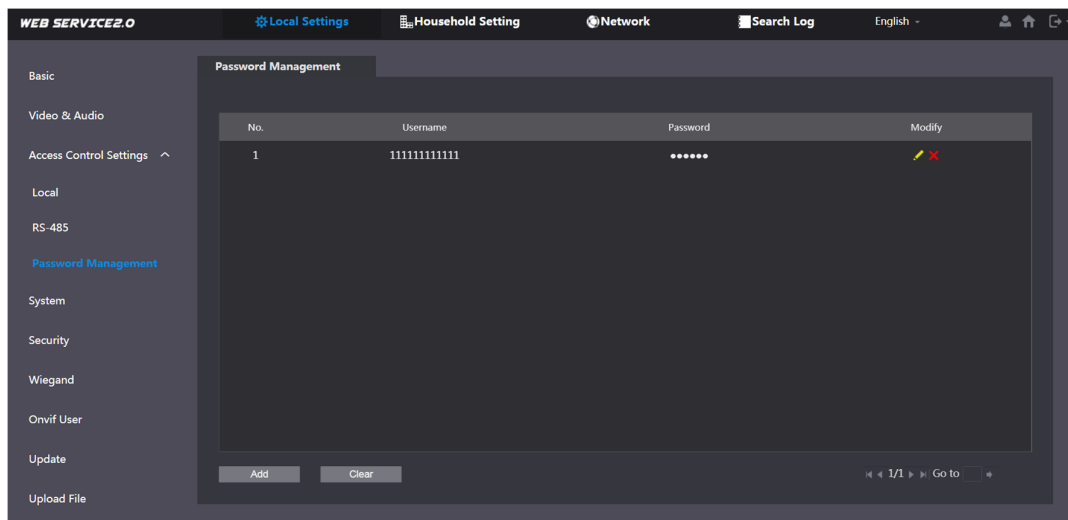 WEB SERVICE2.0 Local Settings Household Setting Network Search Log English
Basic
Video & Audio
Access Control Settings
Local
RS-485
Password Management
System
Security
Wiegand
Onvif User
Update
Upload File
Password Management
No. Username Password Modify
1 111111111111 ●●●●●●
Add Clear 1/1 Go to